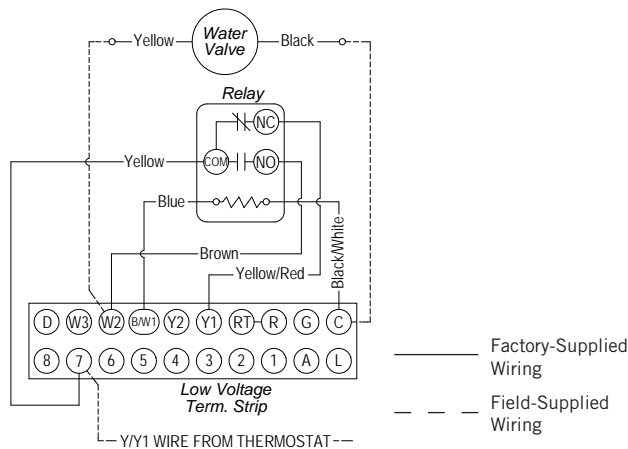 Yellow
Water
Valve
Black
Relay
NC
Yellow
COM
NO
Blue
Black/White
Brown
Yellow/Red
D W3 W2 B/W1 Y2 Y1 RT R G C
8 7 6 5 4 3 2 1 A L
Low Voltage
Term. Strip
Y/Y1 WIRE FROM THERMOSTAT
Factory-Supplied
Wiring
Field-Supplied
Wiring